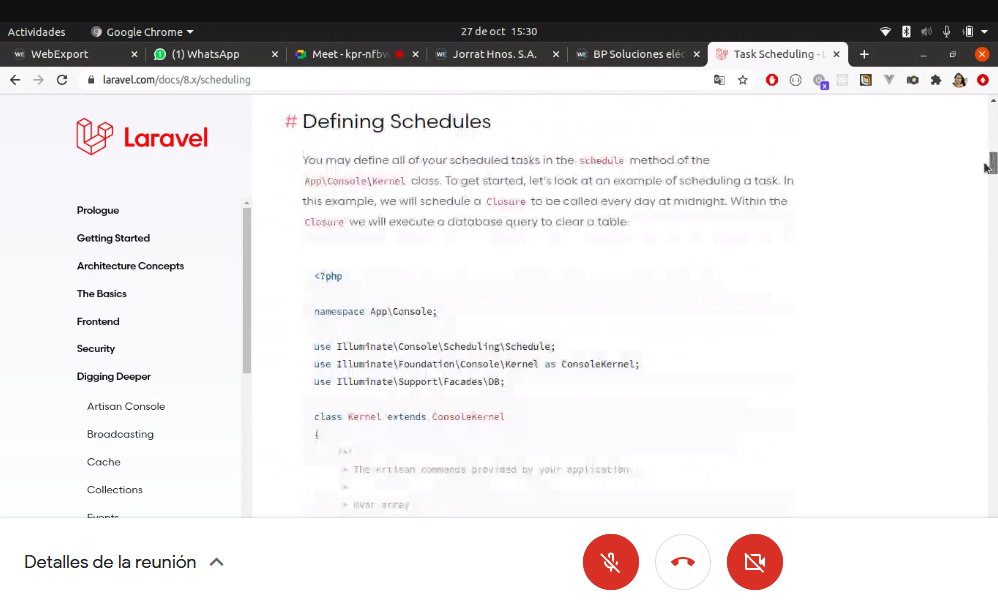 Actividades
Google Chrome
27 de oct 15:30
WebExport
(1) WhatsApp
Meet - kpr-nfbw
Jorrat Hnos. S.A.
BP Soluciones eléc
Task Scheduling - L
laravel.com/docs/8.x/scheduling
Laravel
Prologue
Getting Started
Architecture Concepts
The Basics
Frontend
Security
Digging Deeper
Artisan Console
Broadcasting
Cache
Collections
Events
# Defining Schedules
You may define all of your scheduled tasks in the schedule method of the
App\Console\Kernel class. To get started, let's look at an example of scheduling a task. In
this example, we will schedule a Closure to be called every day at midnight. Within the
Closure we will execute a database query to clear a table:
<?php
namespace App\Console;
use Illuminate\Console\Scheduling\Schedule;
use Illuminate\Foundation\Console\Kernel as ConsoleKernel;
use Illuminate\Support\Facades\DB;
class Kernel extends ConsoleKernel
{
/**
* The Artisan commands provided by your application.
*
* @var array
Detalles de la reunión